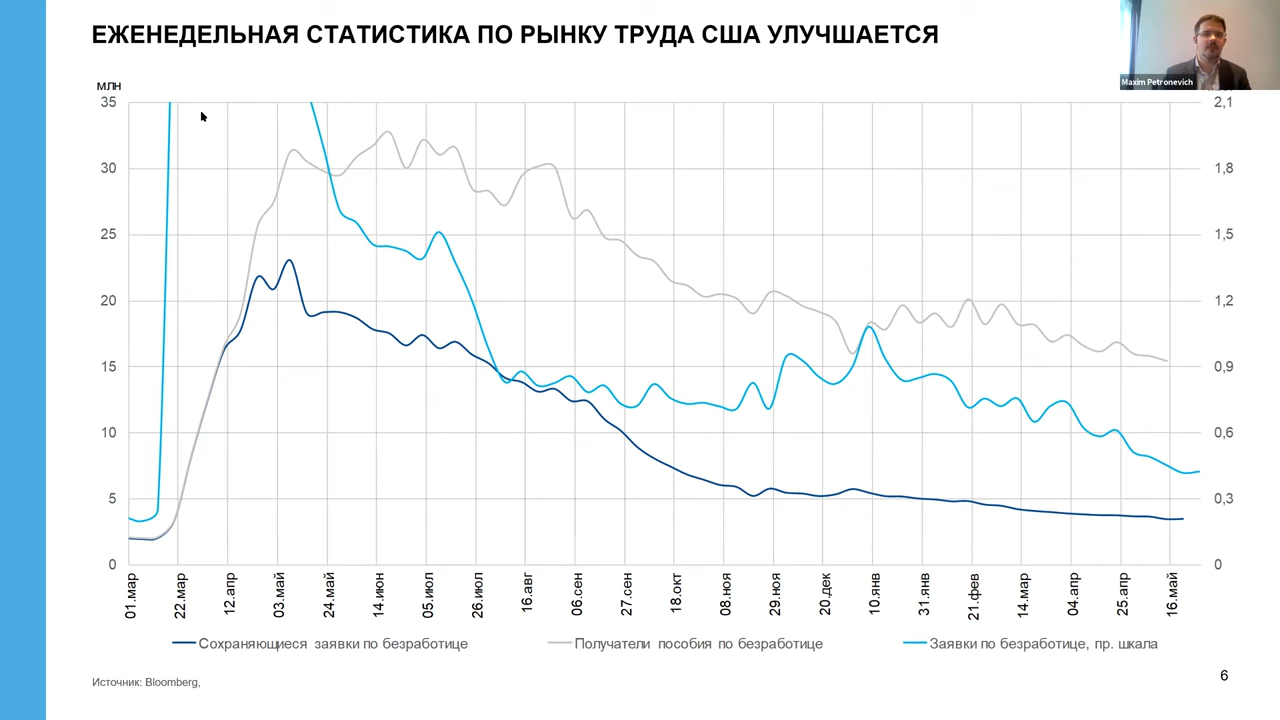 ЕЖЕНЕДЕЛЬНАЯ СТАТИСТИКА ПО РЫНКУ ТРУДА США УЛУЧШАЕТСЯ
Maxim Petronevich
млн
35
30
25
20
15
10
5
0
2,1
1,8
1,5
1,2
0,9
0,6
0,3
0
01.мар
22.мар
12.апр
03.май
24.май
14.июн
05.июл
26.июл
16.авг
06.сен
27.сен
18.окт
08.ноя
29.ноя
20.дек
10.янв
31.янв
21.фев
14.мар
04.апр
25.апр
16.май
Сохраняющиеся заявки по безработице
Получатели пособия по безработице
Заявки по безработице, пр. шкала
Источник: Bloomberg,
6